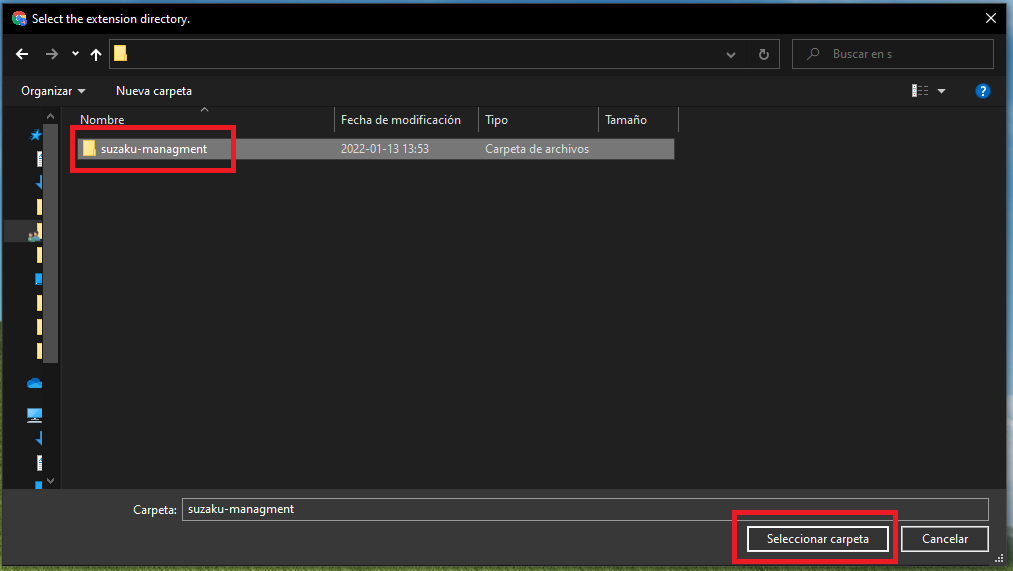 Select the extension directory.
Buscar en s
Organizar
Nueva carpeta
Nombre
Fecha de modificación
Tipo
Tamaño
suzaku-managment
2022-01-13 13:53
Carpeta de archivos
Carpeta:
suzaku-managment
Seleccionar carpeta
Cancelar